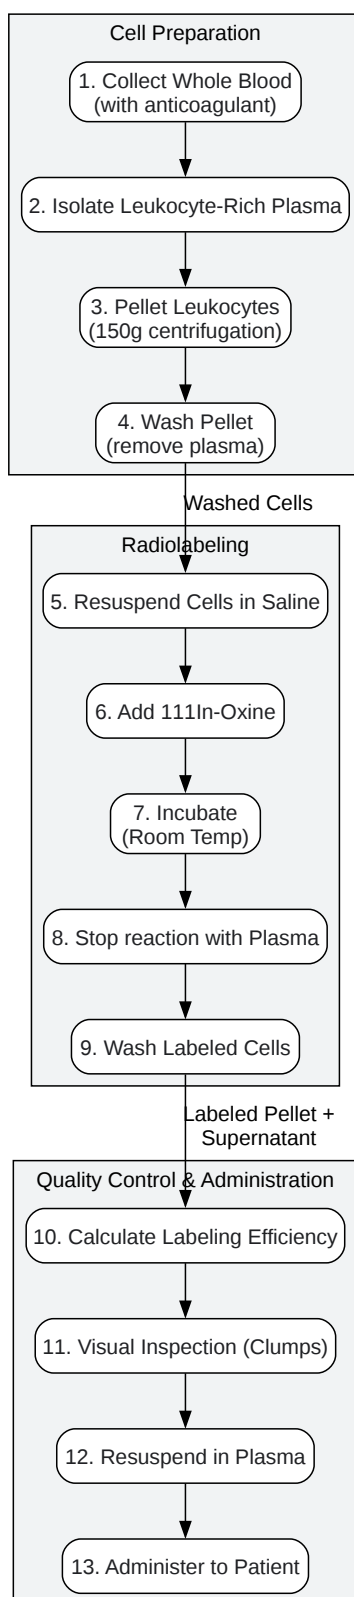 Cell Preparation
1. Collect Whole Blood
(with anticoagulant)
2. Isolate Leukocyte-Rich Plasma
3. Pellet Leukocytes
(150g centrifugation)
4. Wash Pellet
(remove plasma)
Washed Cells
Radiolabeling
5. Resuspend Cells in Saline
6. Add 111In-Oxine
7. Incubate
(Room Temp)
8. Stop reaction with Plasma
9. Wash Labeled Cells
Labeled Pellet +
Supernatant
Quality Control & Administration
10. Calculate Labeling Efficiency
11. Visual Inspection (Clumps)
12. Resuspend in Plasma
13. Administer to Patient